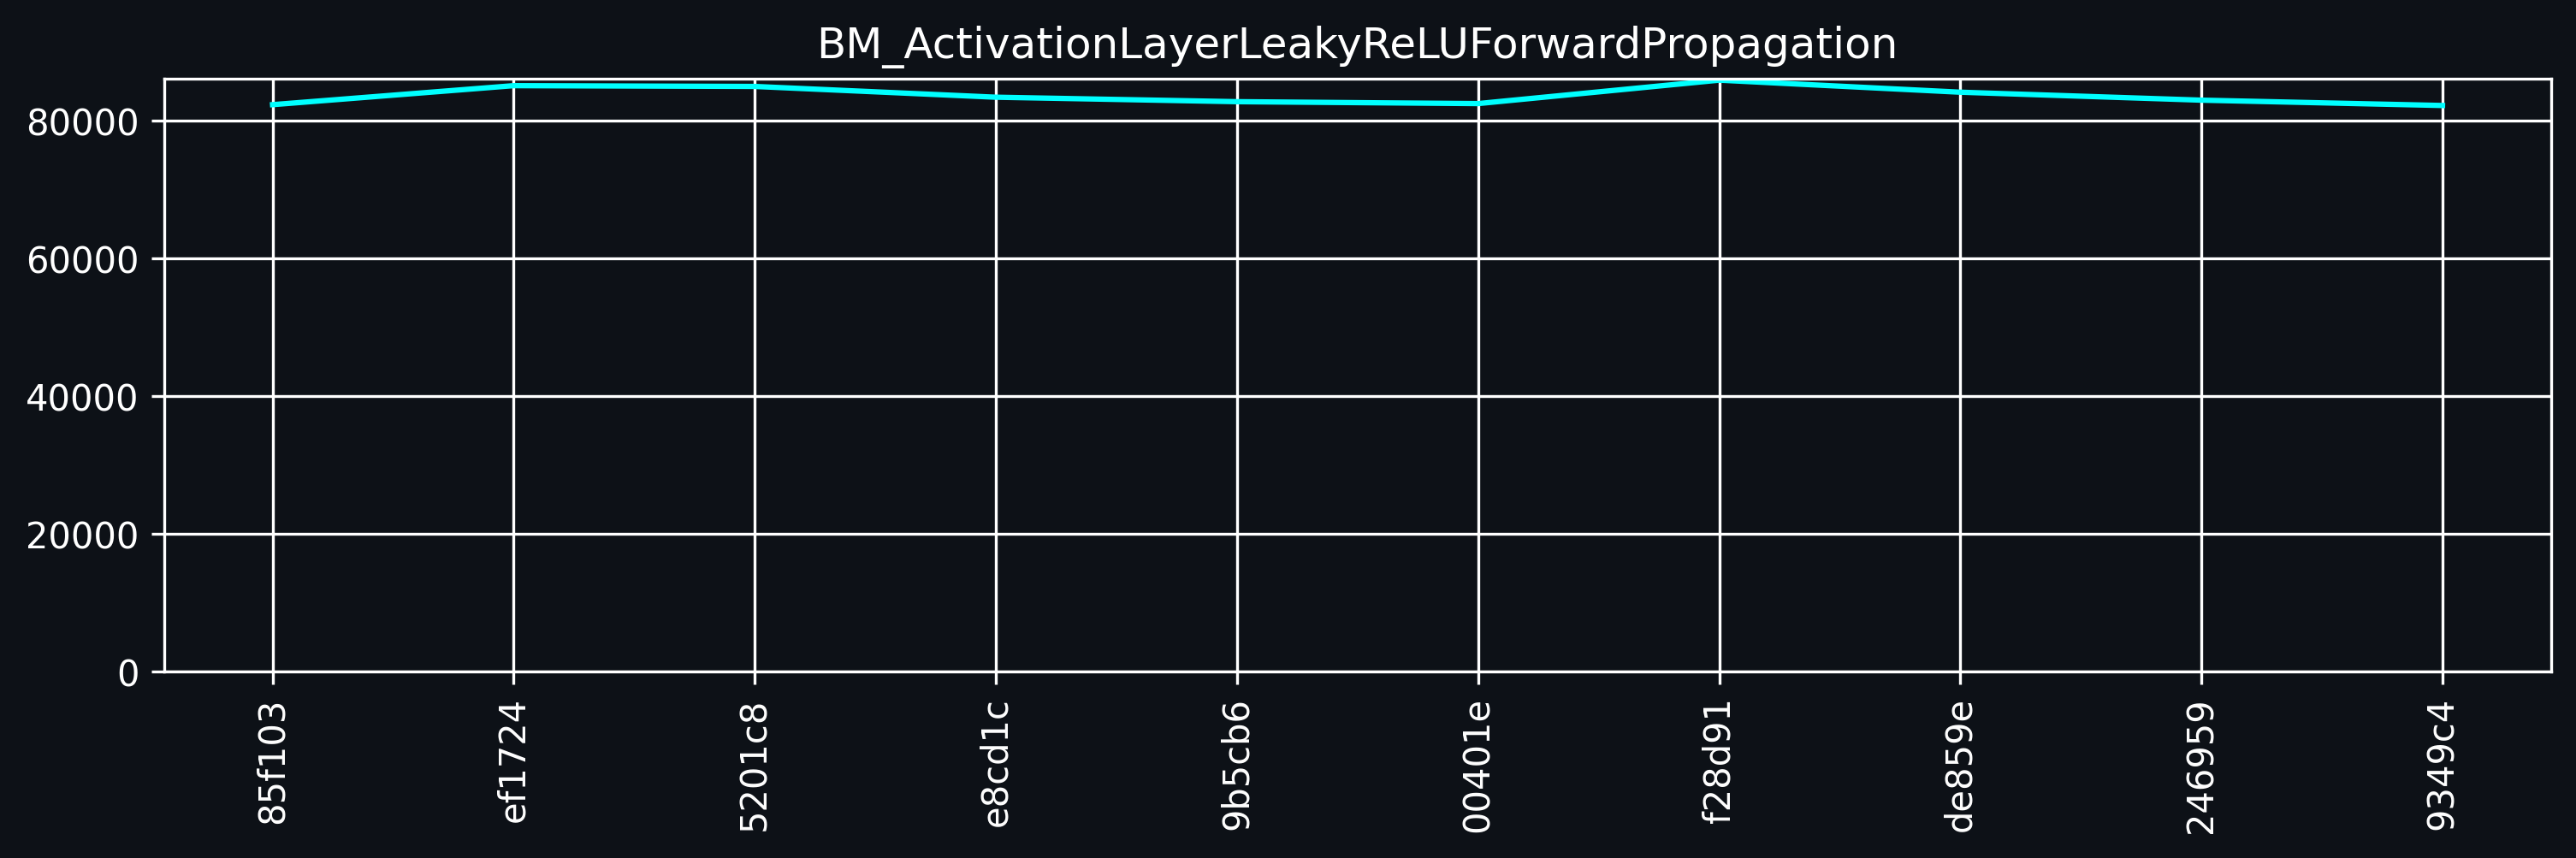 BM_ActivationLayerLeakyReLUForwardPropagation
80000
60000
40000
20000
0
85f103
ef1724
5201c8
e8cd1c
9b5cb6
00401e
f28d91
de859e
246959
9349c4